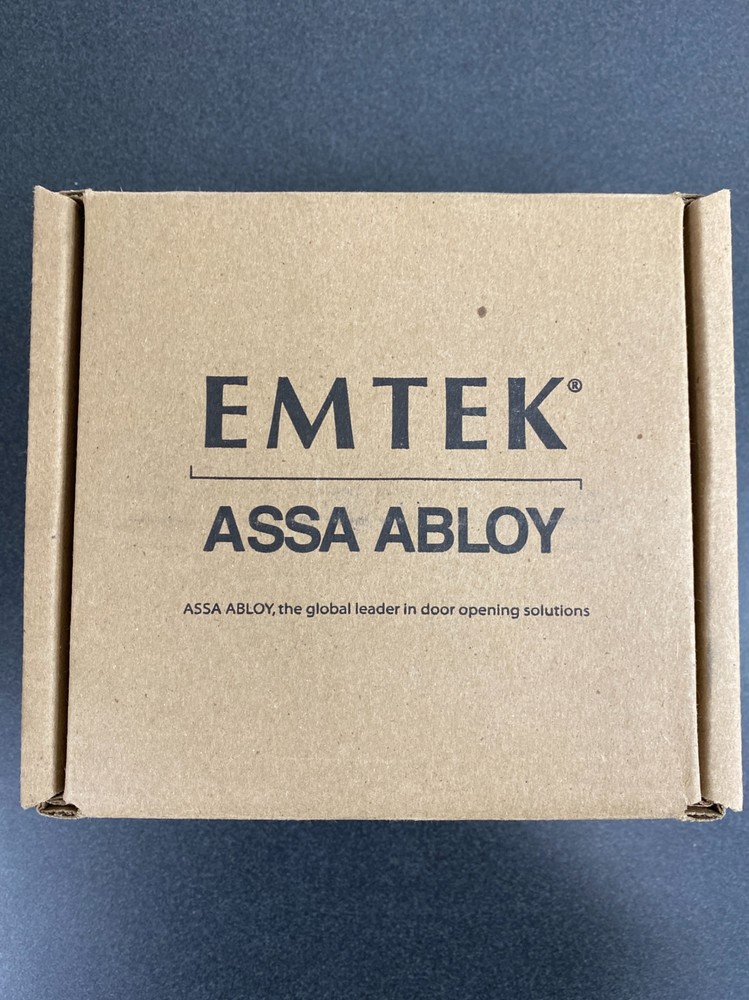 EMTEK®
ASSA ABLOY
ASSA ABLOY, the global leader in door opening solutions